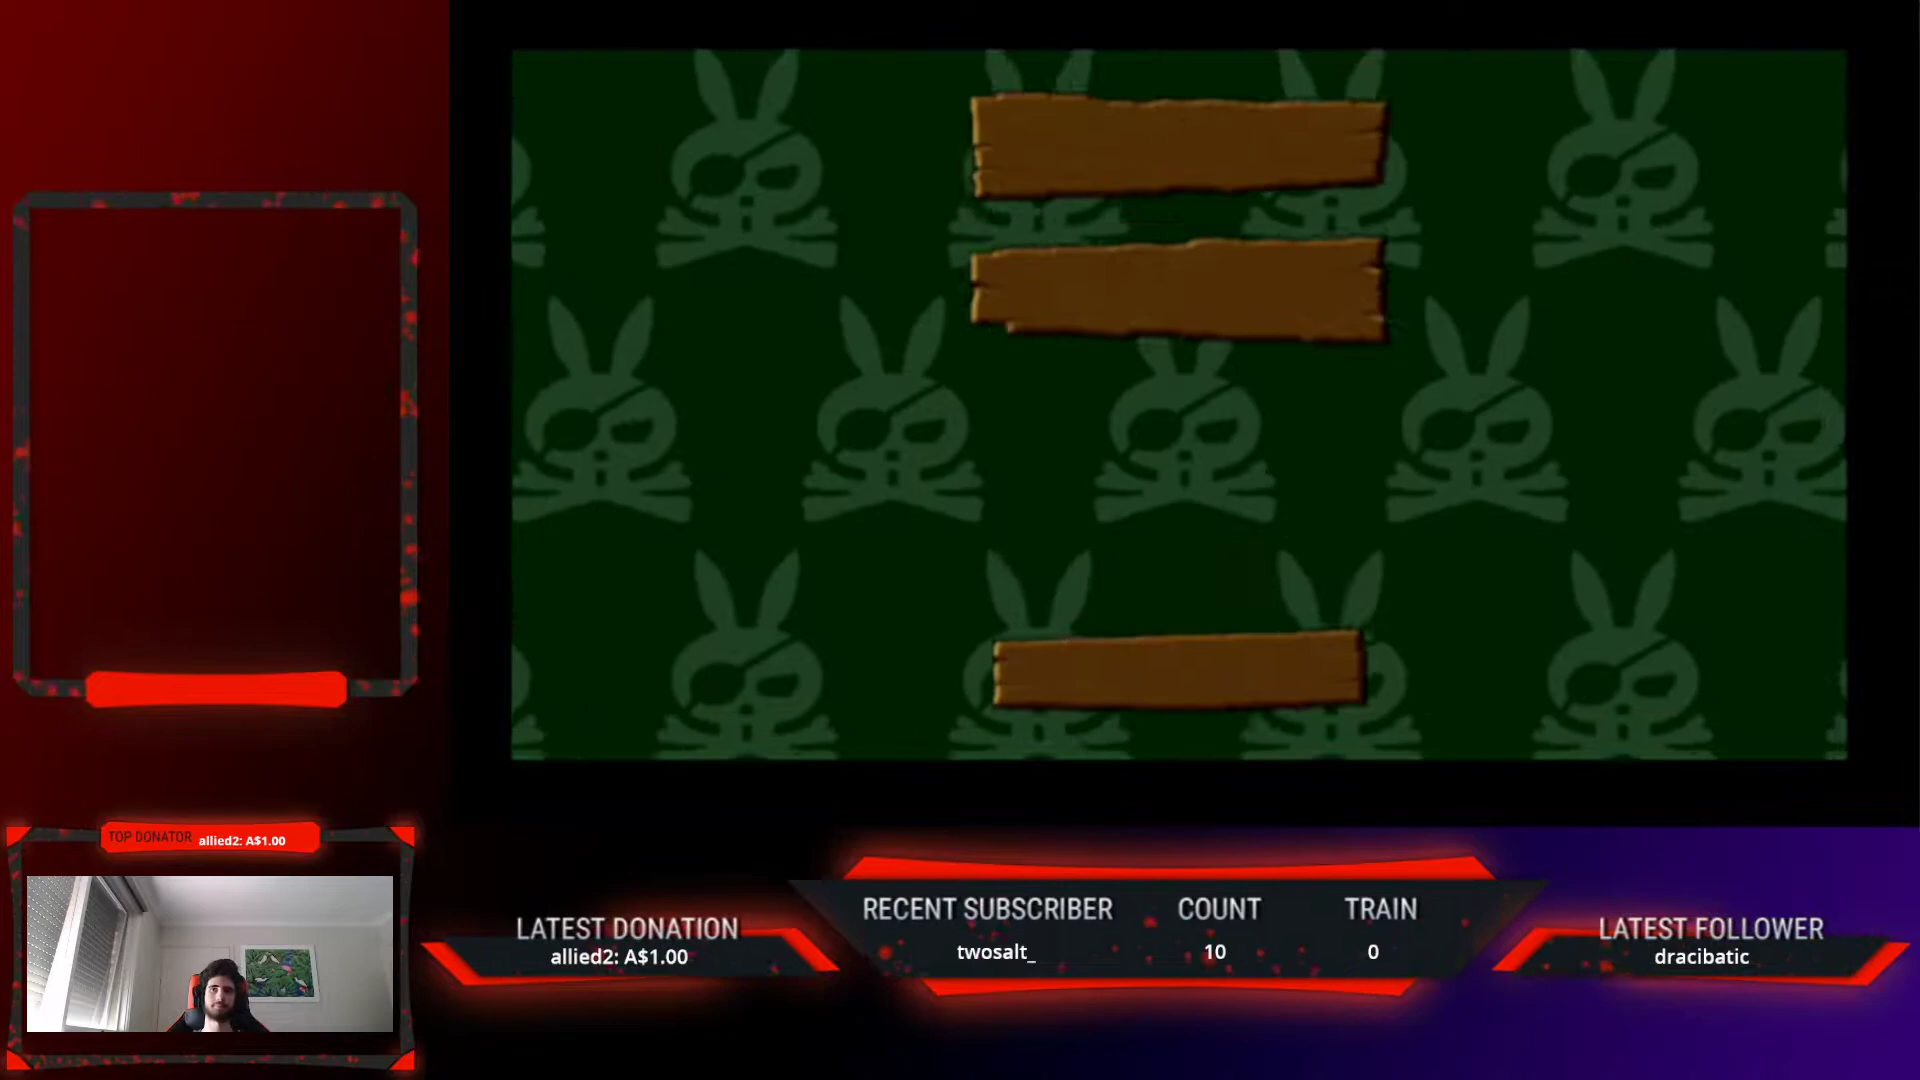 TOP DONATOR allied2: A$1.00
LATEST DONATION
allied2: A$1.00
RECENT SUBSCRIBER COUNT TRAIN
twosalt_ 10 0
LATEST FOLLOWER
dracibatic